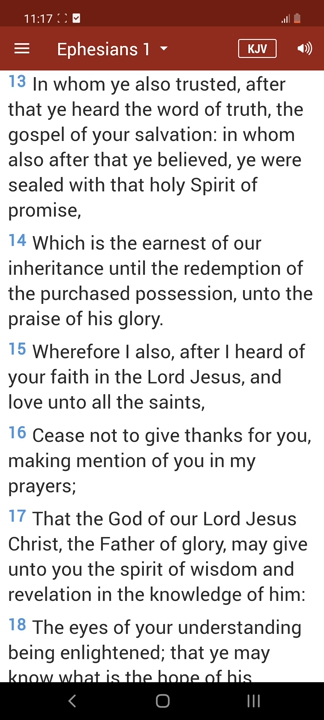 11:17
Ephesians 1
KJV
13 In whom ye also trusted, after
that ye heard the word of truth, the
gospel of your salvation: in whom
also after that ye believed, ye were
sealed with that holy Spirit of
promise,
14 Which is the earnest of our
inheritance until the redemption of
the purchased possession, unto the
praise of his glory.
15 Wherefore I also, after I heard of
your faith in the Lord Jesus, and
love unto all the saints,
16 Cease not to give thanks for you,
making mention of you in my
prayers;
17 That the God of our Lord Jesus
Christ, the Father of glory, may give
unto you the spirit of wisdom and
revelation in the knowledge of him:
18 The eyes of your understanding
being enlightened; that ye may
know what is the hope of his